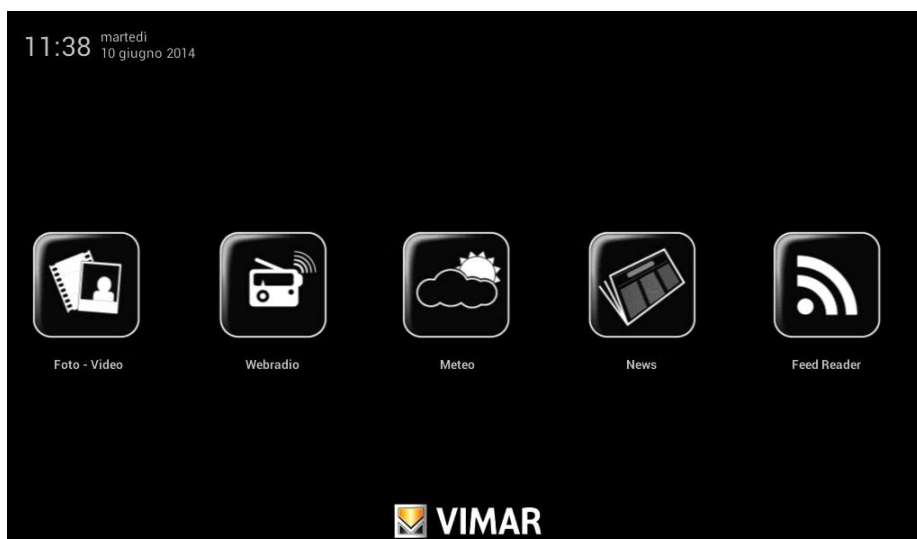 11:38
martedì
10 giugno 2014
Foto - Video
Webradio
Meteo
News
Feed Reader
VIMAR